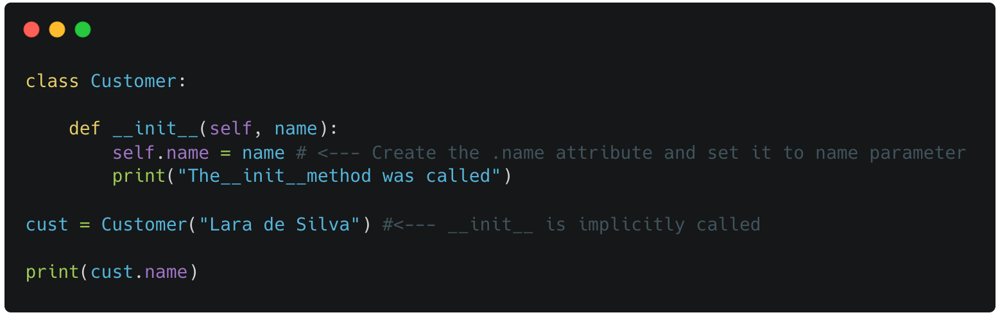 class Customer:
    def __init__(self, name):
        self.name = name # <--- Create the .name attribute and set it to name parameter
        print("The__init__method was called")
cust = Customer("Lara de Silva") #<--- __init__ is implicitly called
print(cust.name)